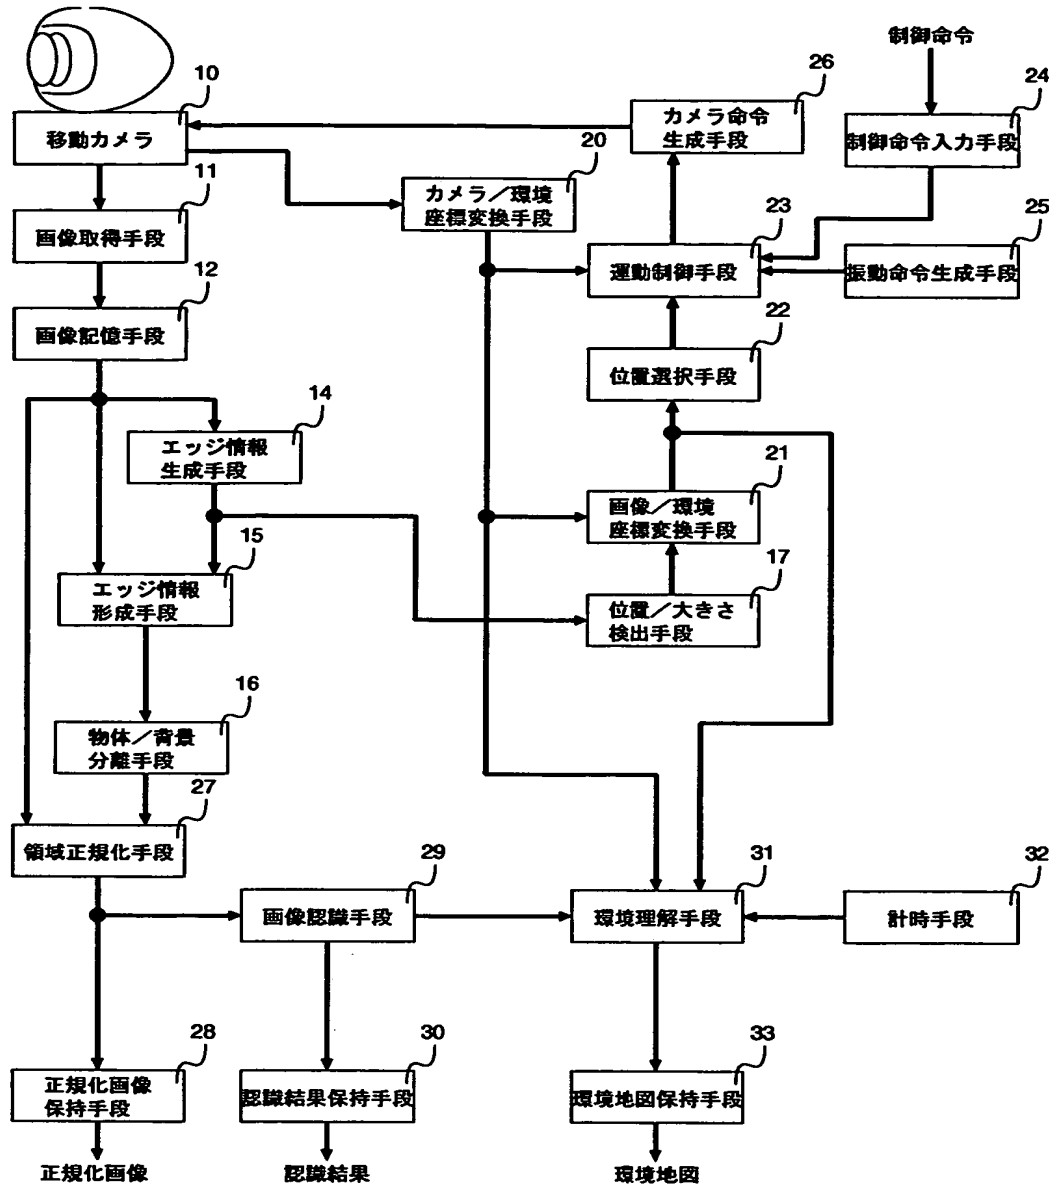 制御命令
26
10
24
カメラ命令
生成手段
移動カメラ
制御命令入力手段
20
11
カメラ／環境
座標変換手段
23
25
画像取得手段
運動制御手段
振動命令生成手段
12
22
画像記憶手段
位置選択手段
14
エッジ情報
生成手段
21
画像／環境
座標変換手段
15
17
エッジ情報
形成手段
位置／大きさ
検出手段
16
物体／背景
分離手段
27
領域正規化手段
29
31
32
画像認識手段
環境理解手段
計時手段
28
30
33
正規化画像
保持手段
認識結果保持手段
環境地図保持手段
正規化画像
認識結果
環境地図